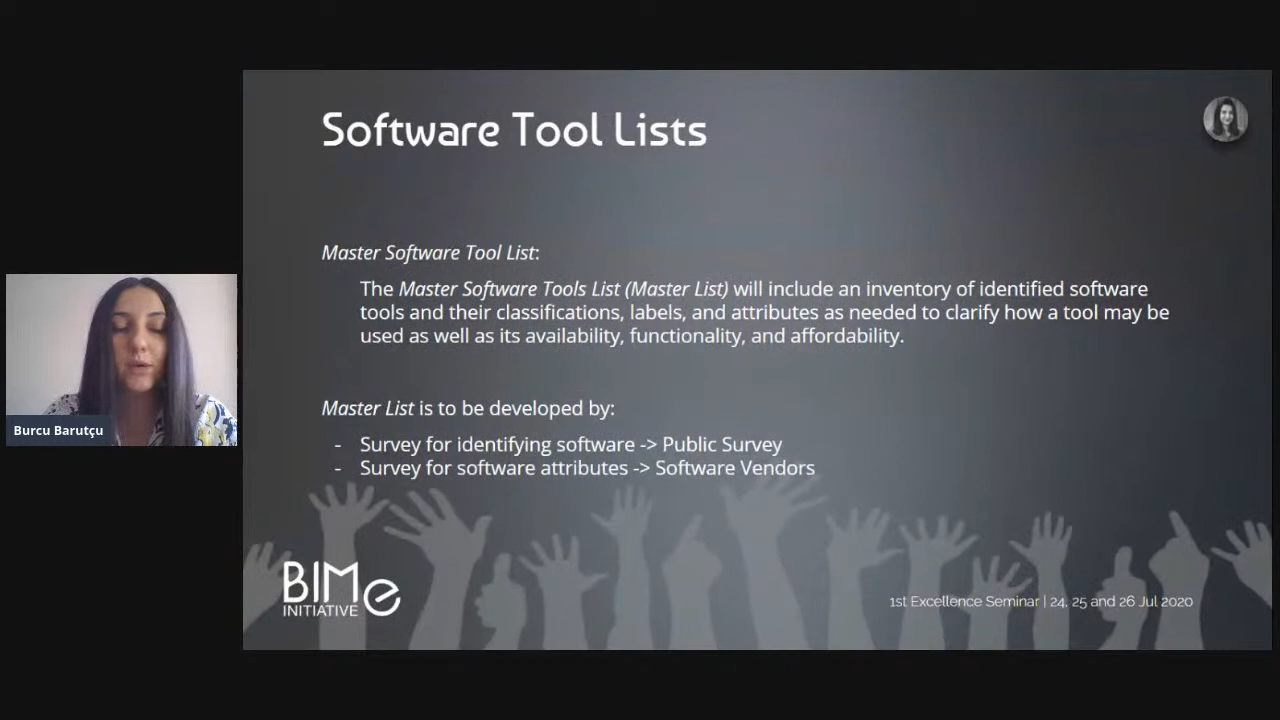 Software Tool Lists
Master Software Tool List:
The Master Software Tools List (Master List) will include an inventory of identified software
tools and their classifications, labels, and attributes as needed to clarify how a tool may be
used as well as its availability, functionality, and affordability.
Master List is to be developed by:
- Survey for identifying software -> Public Survey
- Survey for software attributes -> Software Vendors
Burcu Barutçu
BIMe
INITIATIVE
1st Excellence Seminar | 24, 25 and 26 Jul 2020